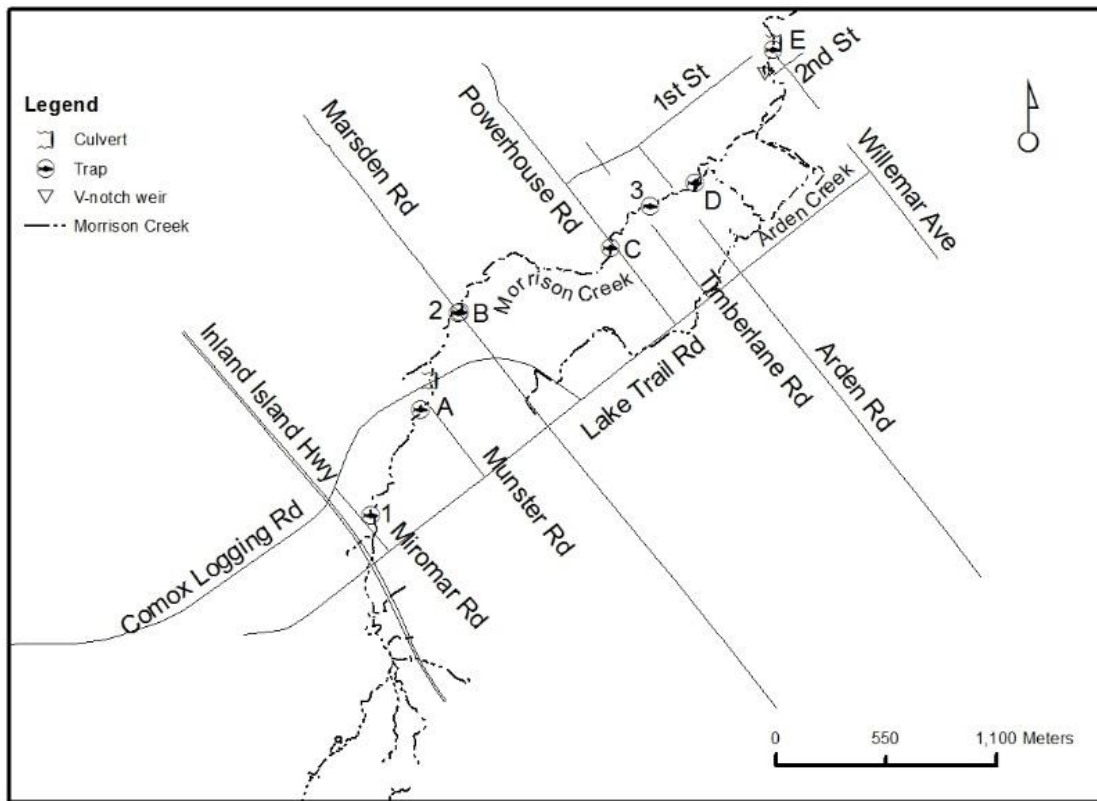 Legend
Culvert
Trap
V-notch weir
Morrison Creek
E
2nd St
1st St
Powerhouse Rd
Marsden Rd
Willemar Ave
3
D
Arden Creek
C
Morrison Creek
2 B
Timberlane Rd
Inland Island Hwy
Lake Trail Rd
Arden Rd
A
Munster Rd
1
Miromar Rd
Comox Logging Rd
0 550 1,100 Meters